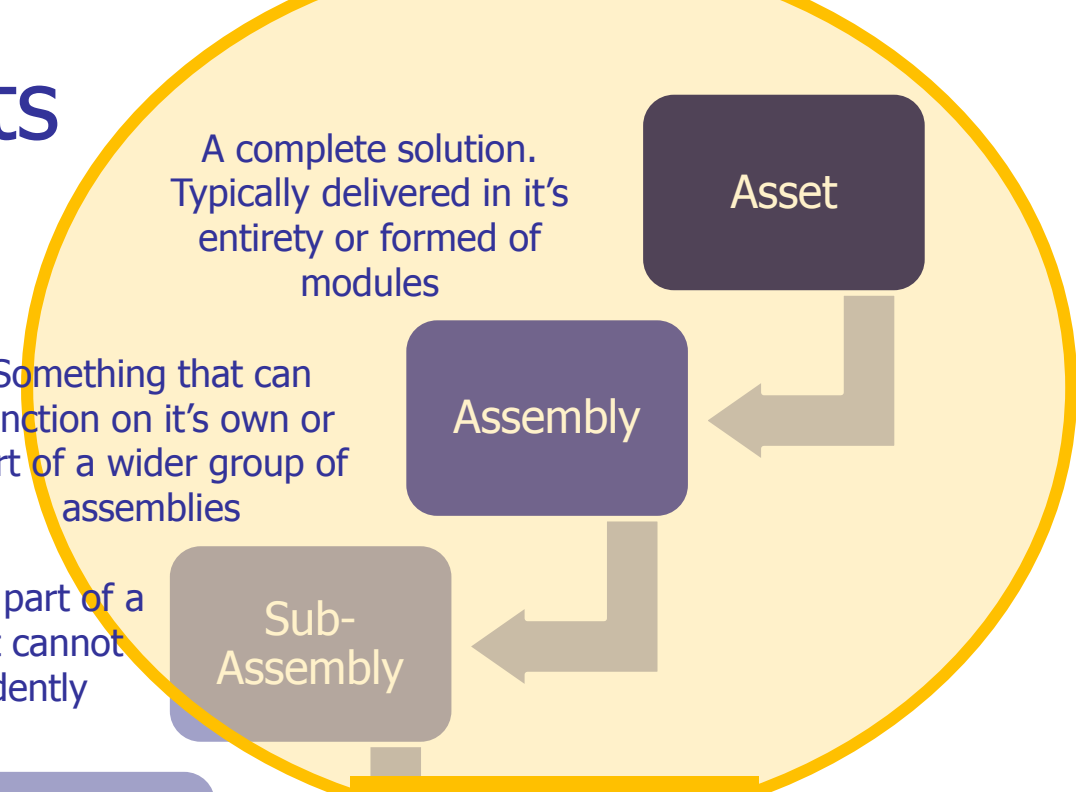 ts
A complete solution.
Typically delivered in it’s
entirety or formed of
modules
Asset
Something that can
nction on it’s own or
rt of a wider group of
assemblies
Assembly
part of a
cannot
dently
Sub-
Assembly